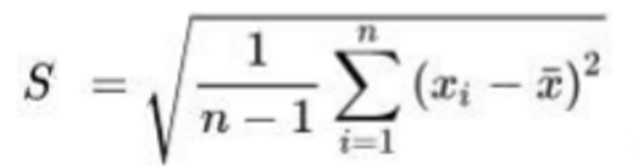 S = \sqrt{\frac{1}{n-1} \sum_{i=1}^{n} (x_i - \bar{x})^2}